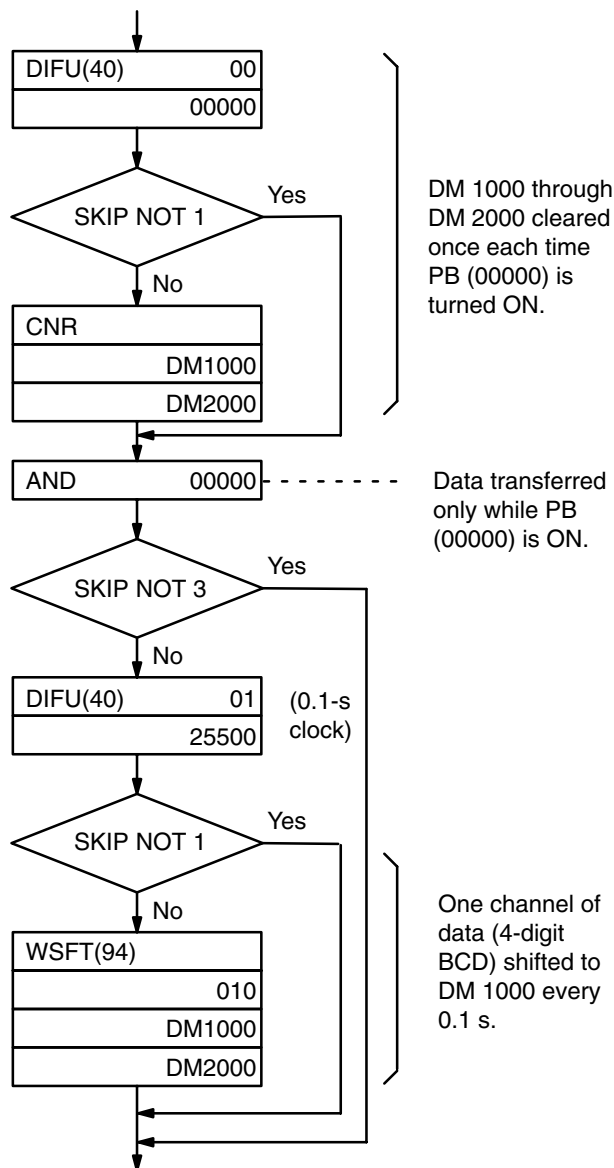 DIFU(40) 00
00000
SKIP NOT 1
Yes
No
DM 1000 through
DM 2000 cleared
once each time
PB (00000) is
turned ON.
CNR
DM1000
DM2000
AND 00000
Data transferred
only while PB
(00000) is ON.
SKIP NOT 3
Yes
No
DIFU(40) 01
25500
(0.1-s
clock)
SKIP NOT 1
Yes
No
WSFT(94)
010
DM1000
DM2000
One channel of
data (4-digit
BCD) shifted to
DM 1000 every
0.1 s.